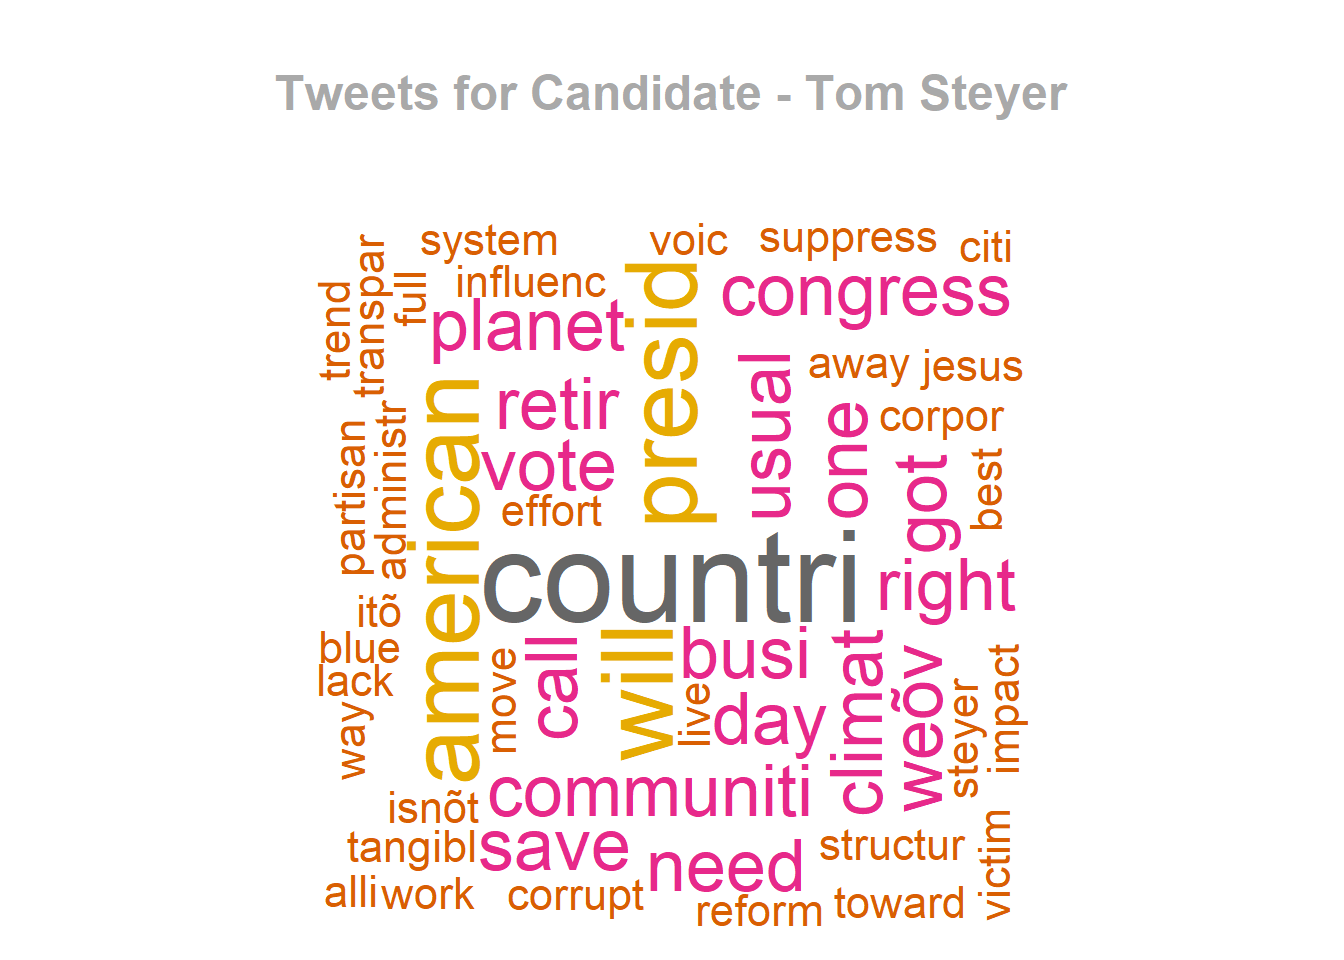 Tweets for Candidate - Tom Steyer
system
voic
suppress
citi
trend
transpar
full
influenc
planet
presid
congress
american
retir
usual
away
jesus
one
corpor
partisan
administr
vote
effort
got
best
countri
right
itõ
blue
lack
way
move
call
will
busi
live
day
climat
weõv
steyer
impact
communiti
isnõt
tangibl
save
need
structur
victim
alli
work
corrupt
reform
toward